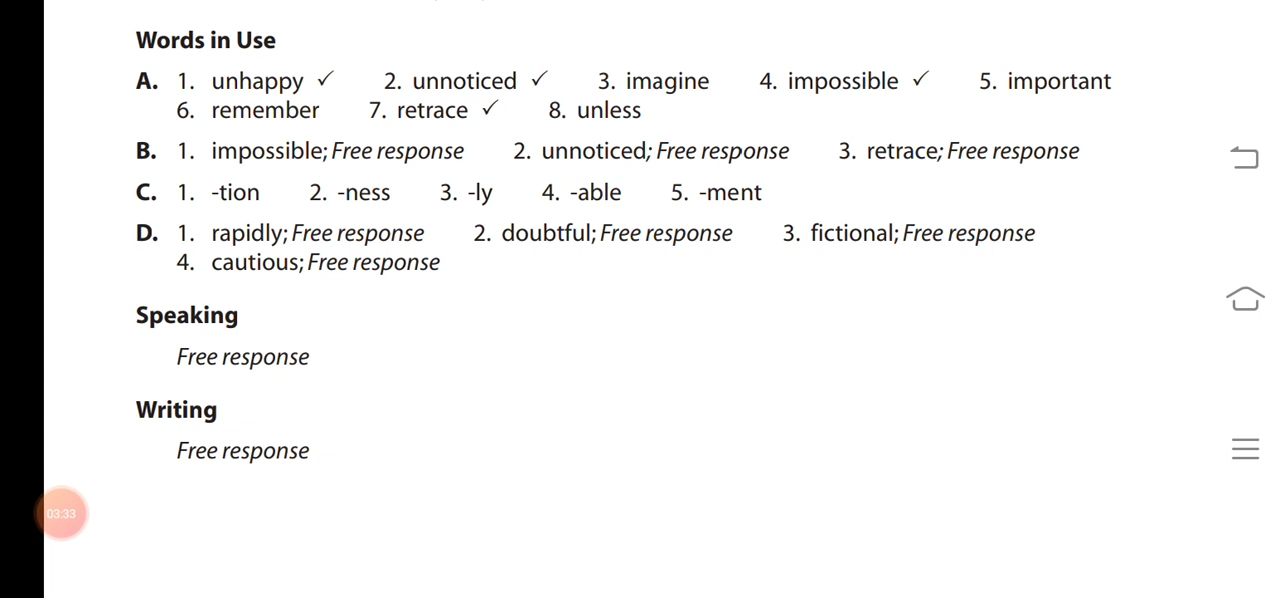 Words in Use
A. 1. unhappy ✓ 2. unnoticed ✓ 3. imagine 4. impossible ✓ 5. important
6. remember 7. retrace ✓ 8. unless
B. 1. impossible; Free response 2. unnoticed; Free response 3. retrace; Free response
C. 1. -tion 2. -ness 3. -ly 4. -able 5. -ment
D. 1. rapidly; Free response 2. doubtful; Free response 3. fictional; Free response
4. cautious; Free response
Speaking
Free response
Writing
Free response
03:33